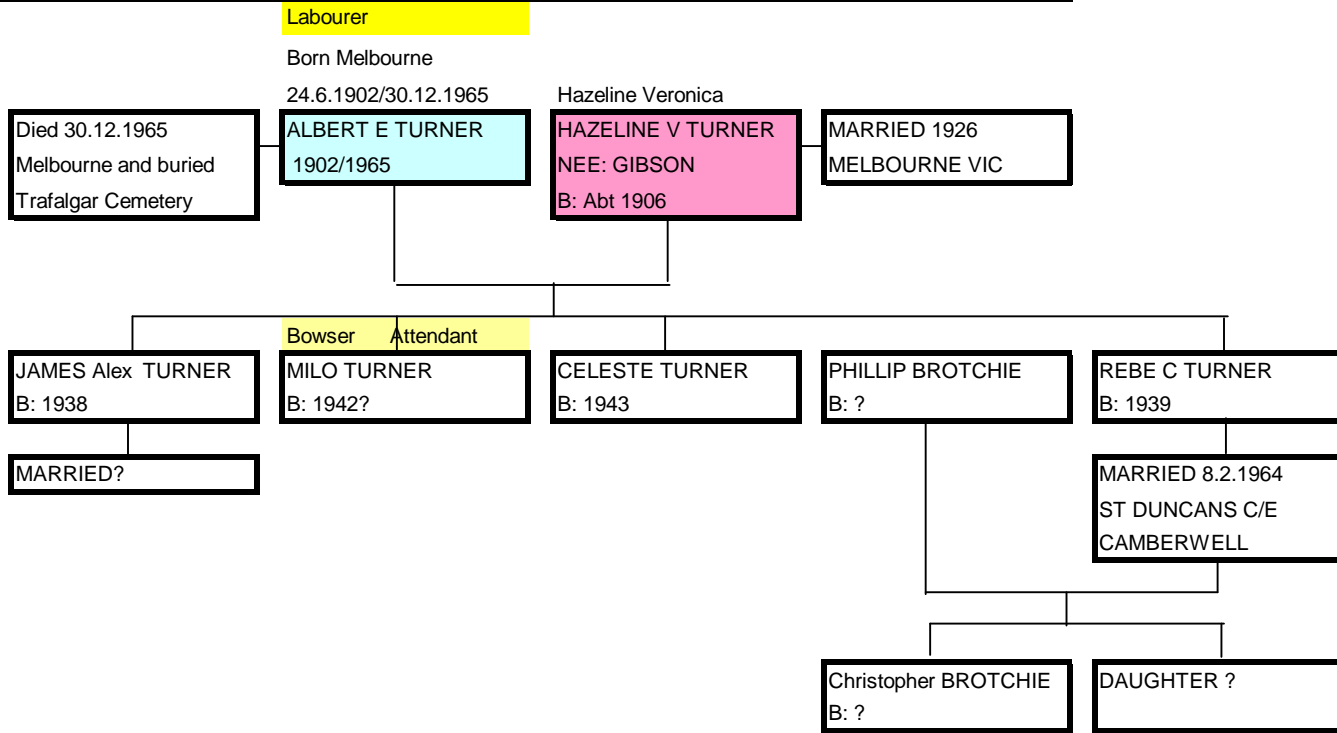 Labourer
Born Melbourne
24.6.1902/30.12.1965
Hazeline Veronica
Died 30.12.1965
Melbourne and buried
Trafalgar Cemetery
ALBERT E TURNER
1902/1965
HAZELINE V TURNER
NEE: GIBSON
B: Abt 1906
MARRIED 1926
MELBOURNE VIC
Bowser Attendant
JAMES Alex TURNER
B: 1938
MILO TURNER
B: 1942?
CELESTE TURNER
B: 1943
PHILLIP BROTCHIE
B: ?
REBE C TURNER
B: 1939
MARRIED?
MARRIED 8.2.1964
ST DUNCANS C/E
CAMBERWELL
Christopher BROTCHIE
B: ?
DAUGHTER ?